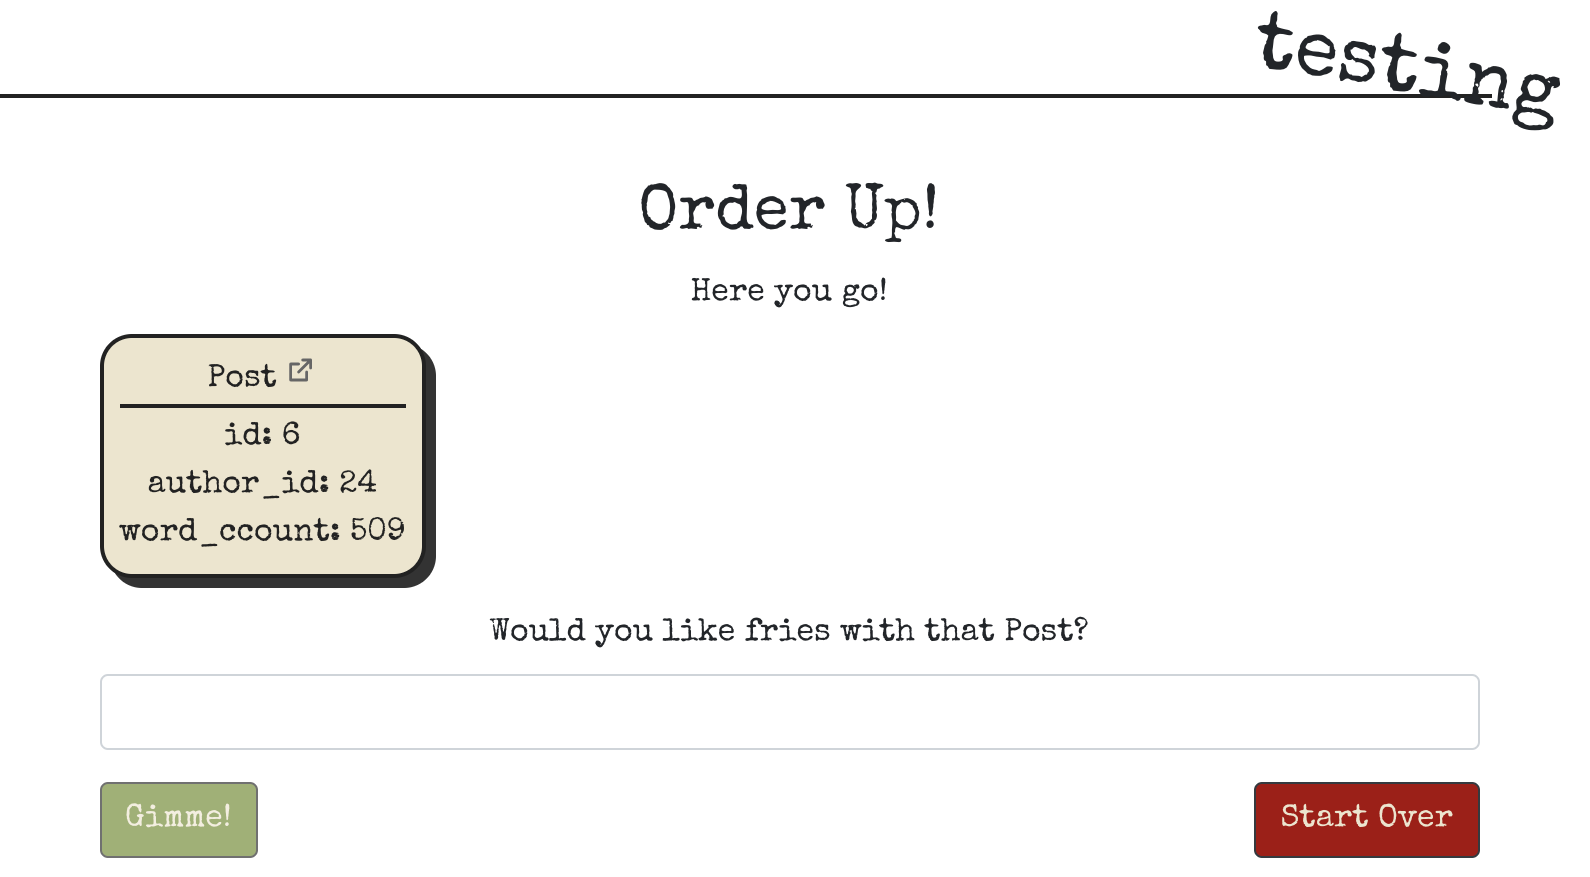 testing
Order Up!
Here you go!
Post
id: 6
author_id: 24
word_ccount: 509
Would you like fries with that Post?
Gimme!
Start Over